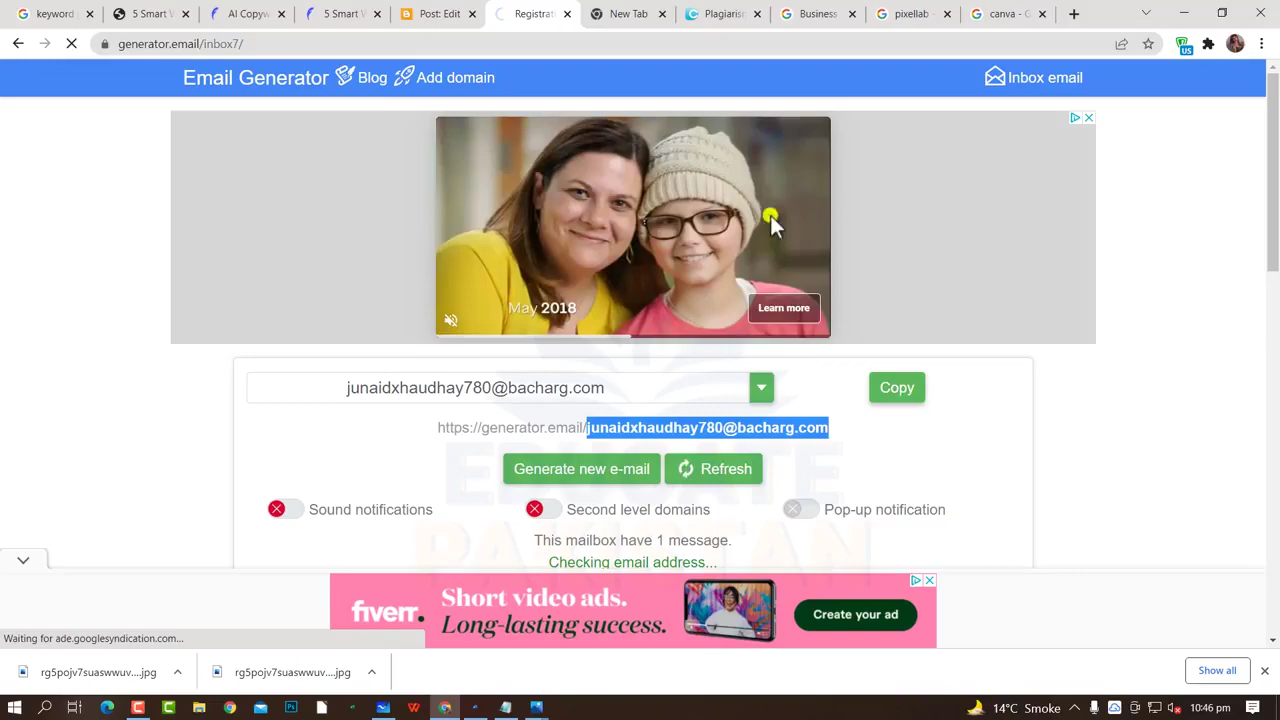 keyword
5 Smart V
AI Copyw
5 Smart V
Post: Edit
Registrati
New Tab
Plagiarism
Business
pixellab -
canva - G
generator.email/inbox7/
US
Email Generator Blog Add domain Inbox email
May 2018
Learn more
junaidxhaudhay780@bacharg.com Copy
https://generator.email/junaidxhaudhay780@bacharg.com
Generate new e-mail Refresh
Sound notifications Second level domains Pop-up notification
This mailbox have 1 message.
Checking email address...
EDUCATE
PAKISTAN
fiverr. Short video ads.
Long-lasting success.
Create your ad
Waiting for ade.googlesyndication.com...
rg5pojv7suaswwuv....jpg rg5pojv7suaswwuv....jpg Show all
14°C Smoke 10:46 pm